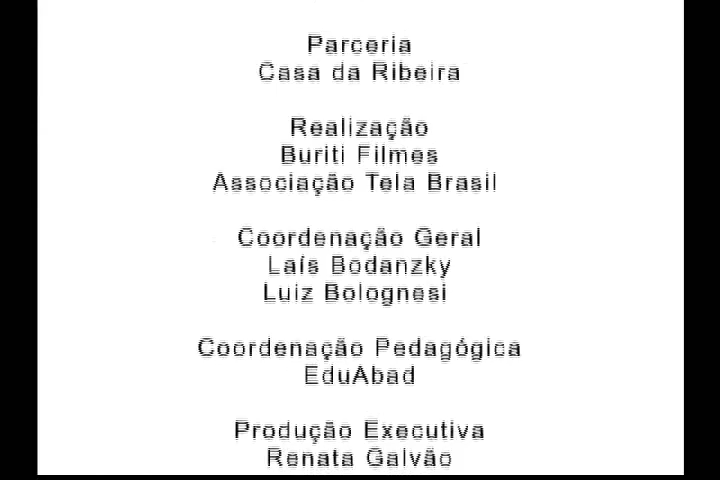 Parceria
Casa da Ribeira
Realização
Buriti Filmes
Associação Tela Brasil
Coordenação Geral
Laís Bodanzky
Luiz Bolognesi
Coordenação Pedagógica
EduAbad
Produção Executiva
Renata Galvão